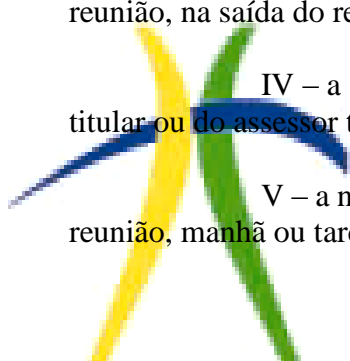 reunião, na saída do re
IV – a
titular ou do assessor t
V – a n
reunião, manhã ou tard